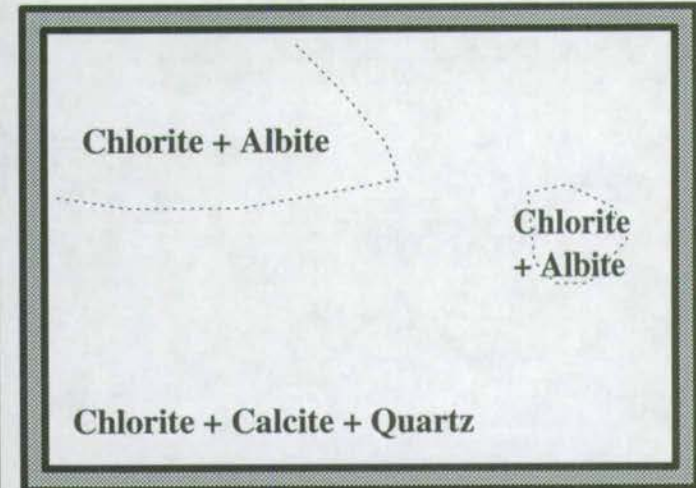 Chlorite + Albite
Chlorite
+ Albite
Chlorite + Calcite + Quartz